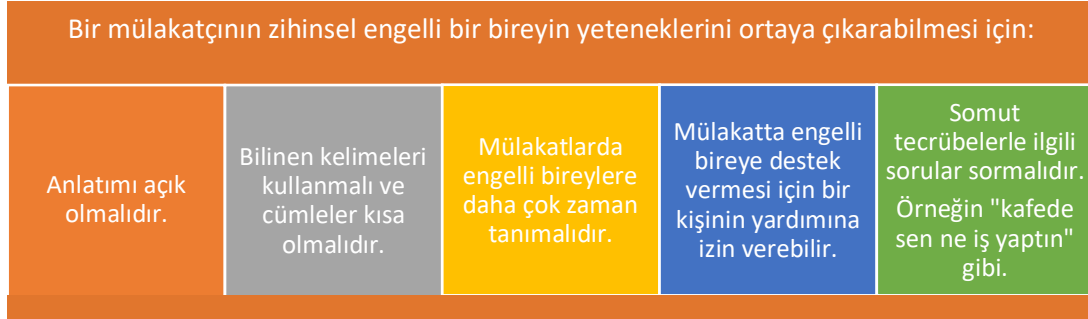 Bir mülakatçının zihinsel engelli bir bireyin yeteneklerini ortaya çıkarabilmesi için:
Anlatımı açık
olmalıdır.
Bilinen kelimeleri
kullanmalı ve
cümleler kısa
olmalıdır.
Mülakatlarda
engelli bireylere
daha çok zaman
tanımalıdır.
Mülakatta engelli
bireye destek
vermesi için bir
kişinin yardımına
izin verebilir.
Somut
tecrübelerle ilgili
sorular sormalıdır.
Örneğin "kafede
sen ne iş yaptın"
gibi.